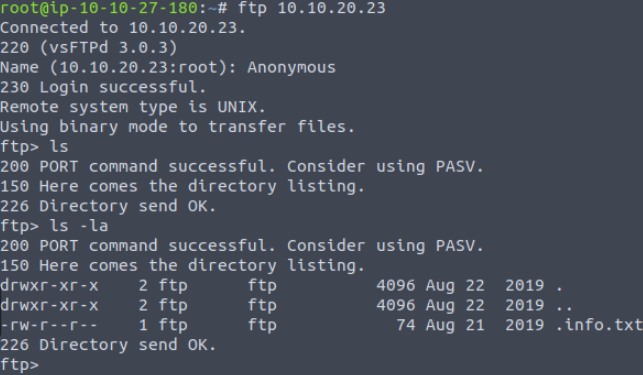 root@ip-10-10-27-180:~# ftp 10.10.20.23
Connected to 10.10.20.23.
220 (vsFTPd 3.0.3)
Name (10.10.20.23:root): Anonymous
230 Login successful.
Remote system type is UNIX.
Using binary mode to transfer files.
ftp> ls
200 PORT command successful. Consider using PASV.
150 Here comes the directory listing.
226 Directory send OK.
ftp> ls -la
200 PORT command successful. Consider using PASV.
150 Here comes the directory listing.
drwxr-xr-x    2 ftp      ftp          4096 Aug 22  2019 .
drwxr-xr-x    2 ftp      ftp          4096 Aug 22  2019 ..
-rw-r--r--    1 ftp      ftp            74 Aug 21  2019 .info.txt
226 Directory send OK.
ftp>